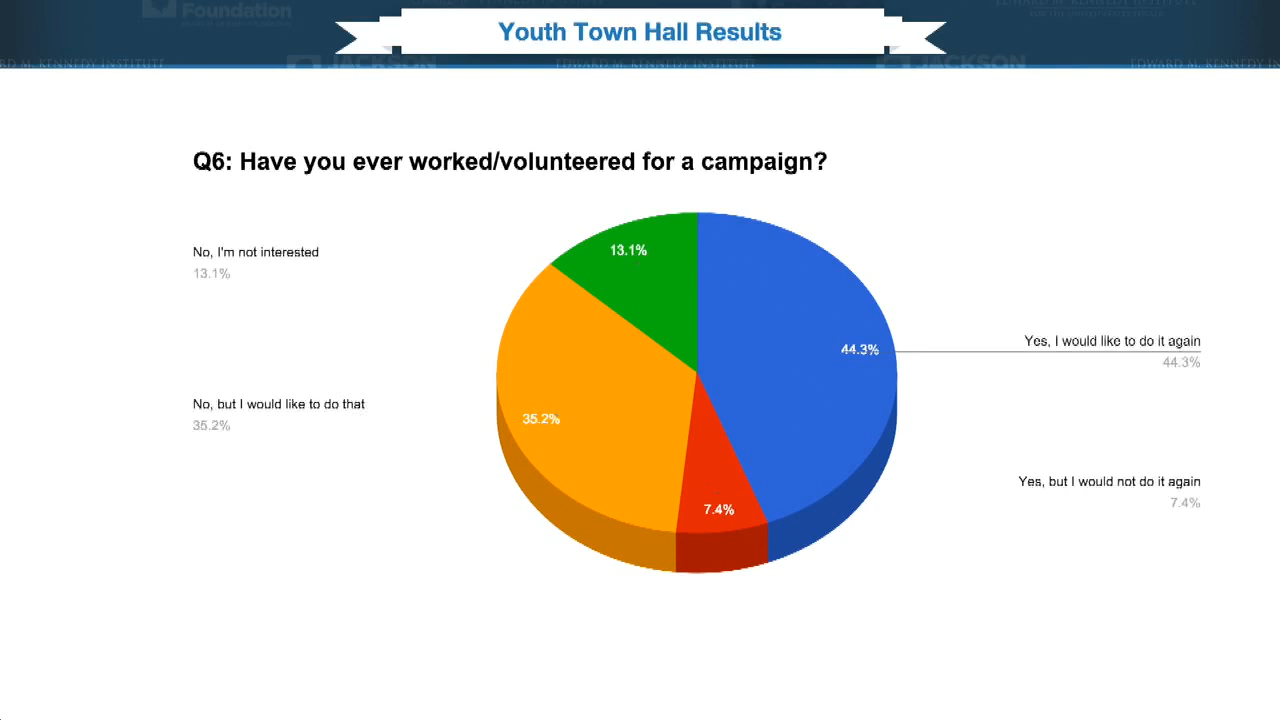 Foundation
EDWARD M. KENNEDY INSTITUTE
Youth Town Hall Results
EDWARD M. KENNEDY INSTITUTE
JACKSON
EDWARD M. KENNEDY INSTITUTE
JACKSON
EDWARD M. KENNEDY INSTITUTE
Q6: Have you ever worked/volunteered for a campaign?
No, I'm not interested
13.1%
13.1%
Yes, I would like to do it again
44.3%
44.3%
No, but I would like to do that
35.2%
35.2%
Yes, but I would not do it again
7.4%
7.4%